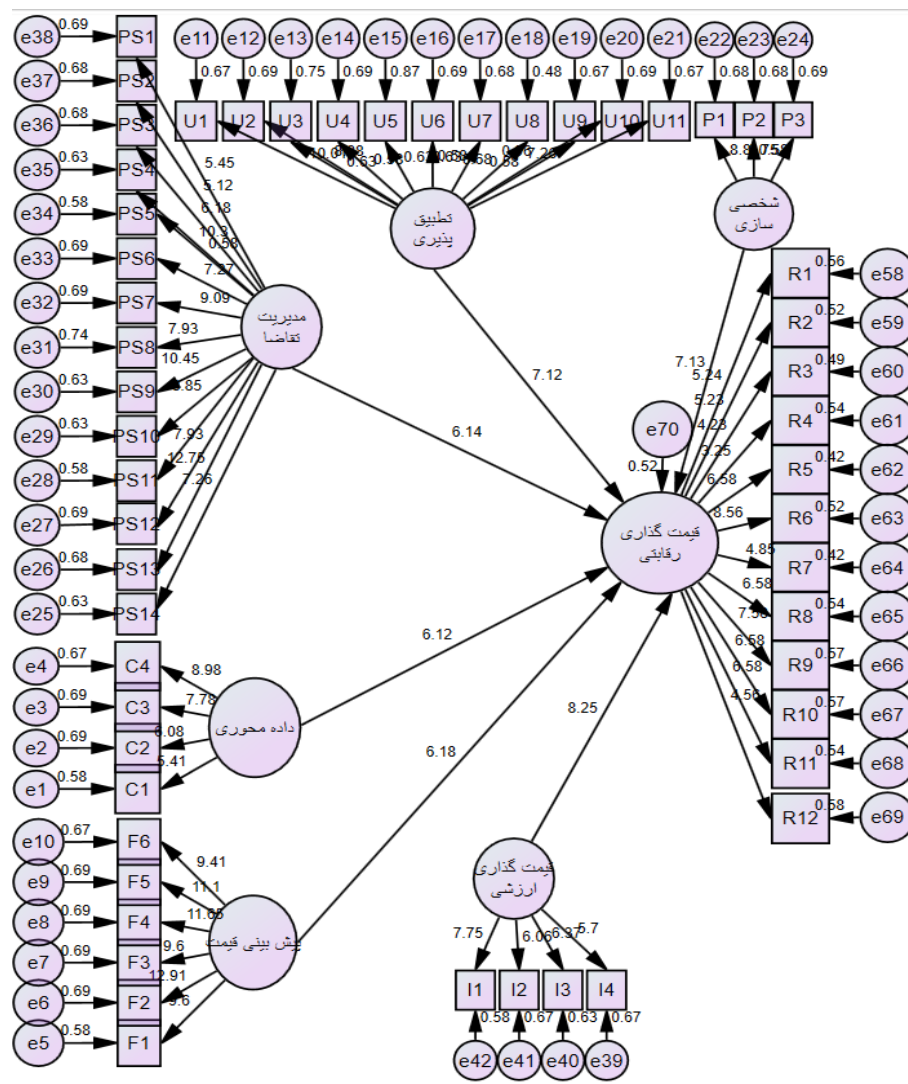 e38 0.69 PS1
e37 0.68 PS2
e36 0.68 PS3
e35 0.63 PS4
e34 0.58 PS5
e33 0.69 PS6
e32 0.69 PS7
e31 0.74 PS8
e30 0.63 PS9
e29 0.63 PS10
e28 0.58 PS11
e27 0.69 PS12
e26 0.68 PS13
e25 0.63 PS14
5.45
5.12
6.18
10.3
0.58
7.27
9.09
7.93
10.45
7.93
12.75
7.26
مدیریت
تقاضا
e11 e12 e13 e14 e15 e16 e17 e18 e19 e20 e21
0.67 0.69 0.75 0.69 0.87 0.69 0.68 0.48 0.67 0.69 0.67
U1 U2 U3 U4 U5 U6 U7 U8 U9 U10 U11
تطبیق
پذیری
e22 e23 e24
0.68 0.68 0.69
P1 P2 P3
شخصی
سازی
7.12
7.13
6.14
e70
0.52
قیمت گذاری
رقابتی
5.24
5.23
4.23
3.25
6.58
8.56
4.85
6.58
7.58
6.58
6.58
4.56
R1 0.56 e58
R2 0.52 e59
R3 0.49 e60
R4 0.54 e61
R5 0.42 e62
R6 0.52 e63
R7 0.42 e64
R8 0.54 e65
R9 0.57 e66
R10 0.57 e67
R11 0.54 e68
R12 0.58 e69
e4 0.67 C4
e3 0.69 C3
e2 0.69 C2
e1 0.58 C1
8.98
7.78
6.08
5.41
داده محوری
6.12
e10 0.67 F6
e9 0.69 F5
e8 0.69 F4
e7 0.69 F3
e6 0.69 F2
e5 0.58 F1
9.41
11.1
11.65
9.6
12.91
9.6
پیش بینی قیمت
6.18
8.25
قیمت گذاری
ارزشی
7.75 6.06 6.37 5.7
I1 I2 I3 I4
0.58 0.67 0.63 0.67
e42 e41 e40 e39